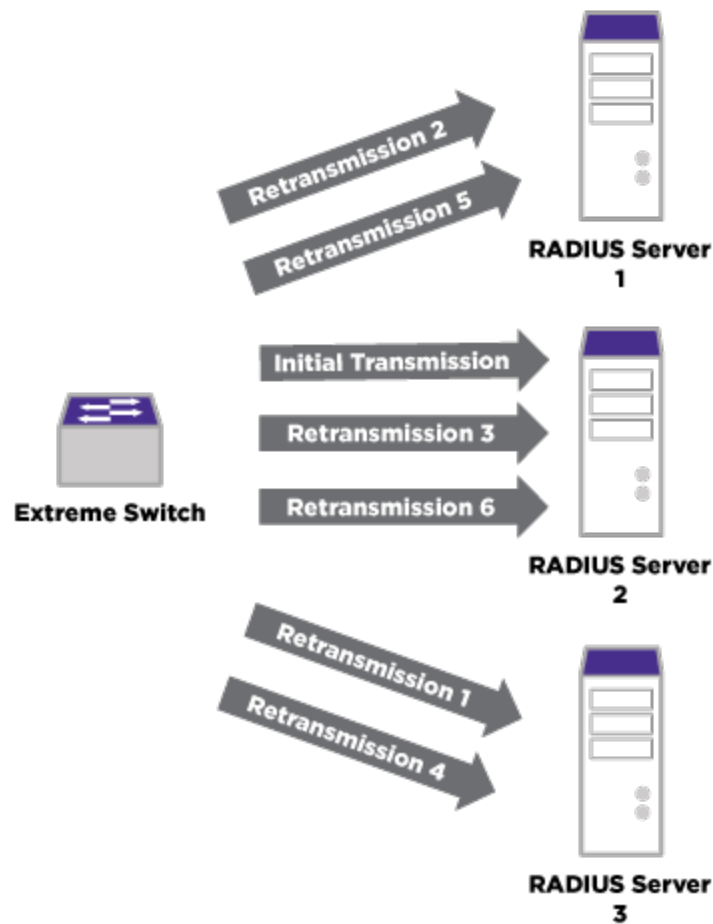 Retransmission 2
Retransmission 5
RADIUS Server
1
Initial Transmission
Retransmission 3
Retransmission 6
Extreme Switch
RADIUS Server
2
Retransmission 1
Retransmission 4
RADIUS Server
3